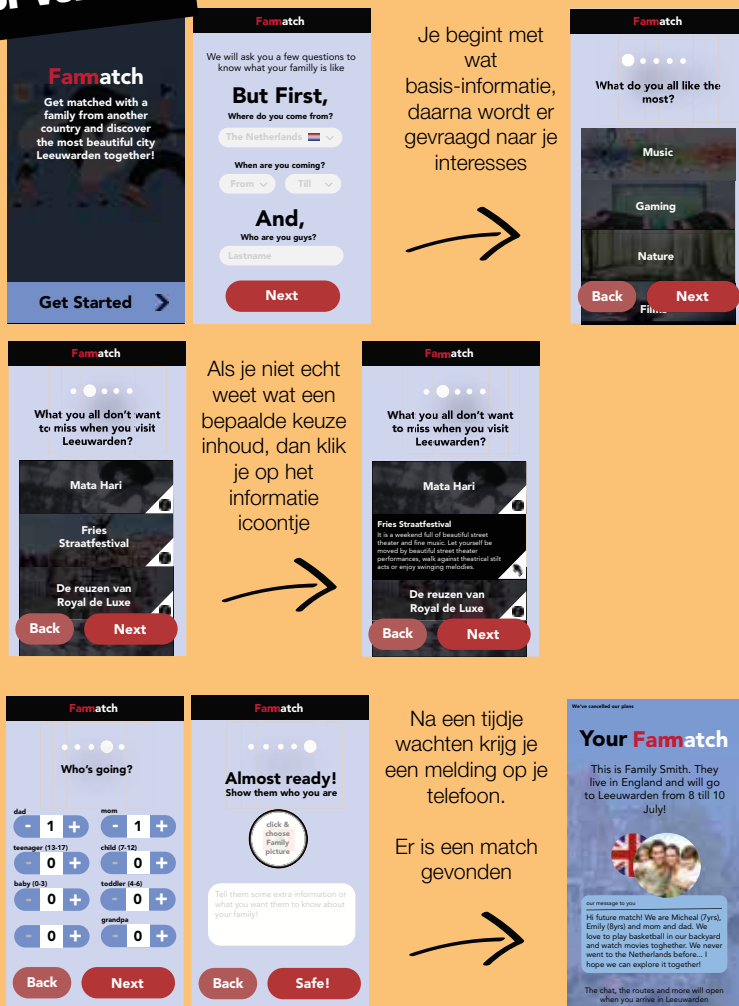 Fammatch
Get matched with a
family from another
country and discover
the most beautiful city
Leeuwarden together!
Get Started
Fammatch
We will ask you a few questions to
know what your familly is like
But First,
Where do you come from?
The Netherlands
When are you coming?
From
Till
And,
Who are you guys?
Lastname
Next
Je begint met
wat
basis-informatie,
daarna wordt er
gevraagd naar je
interesses
Fammatch
What do you all like the
most?
Music
Gaming
Nature
Back
Next
Fammatch
What you all don't want
to miss when you visit
Leeuwarden?
Mata Hari
Fries
Straatfestival
De reuzen van
Royal de Luxe
Back
Next
Als je niet echt
weet wat een
bepaalde keuze
inhoud, dan klik
je op het
informatie
icoontje
Fammatch
What you all don't want
to miss when you visit
Leeuwarden?
Mata Hari
Fries Straatfestival
It is a weekend full of beautiful street
theater and fine music. Let yourself be
moved by beautiful street theater
performances, walk against theatrical stilt
acts or enjoy swinging melodies.
De reuzen van
Royal de Luxe
Back
Next
Fammatch
Who's going?
dad
mom
- 1 +
- 1 +
teenager (13-17)
child (7-12)
- 0 +
- 0 +
baby (0-3)
toddler (4-6)
- 0 +
- 0 +
grandpa
- 0 +
- 0 +
Back
Next
Fammatch
Almost ready!
Show them who you are
click &
choose
Family
picture
Tell them some extra information or
what you want them to know about
your family!
Back
Safe!
Na een tijdje
wachten krijg je
een melding op je
telefoon.
Er is een match
gevonden
We've cancelled our plans
Your Fammatch
This is Family Smith. They
live in England and will go
to Leeuwarden from 8 till 10
July!
our message to you
Hi future match! We are Micheal (7yrs),
Emily (8yrs) and mom and dad. We
love to play basketball in our backyard
and watch movies toghether. We never
went to the Netherlands before... I
hope we can explore it together!
The chat, the routes and more will open
when you arrive in Leeuwarden